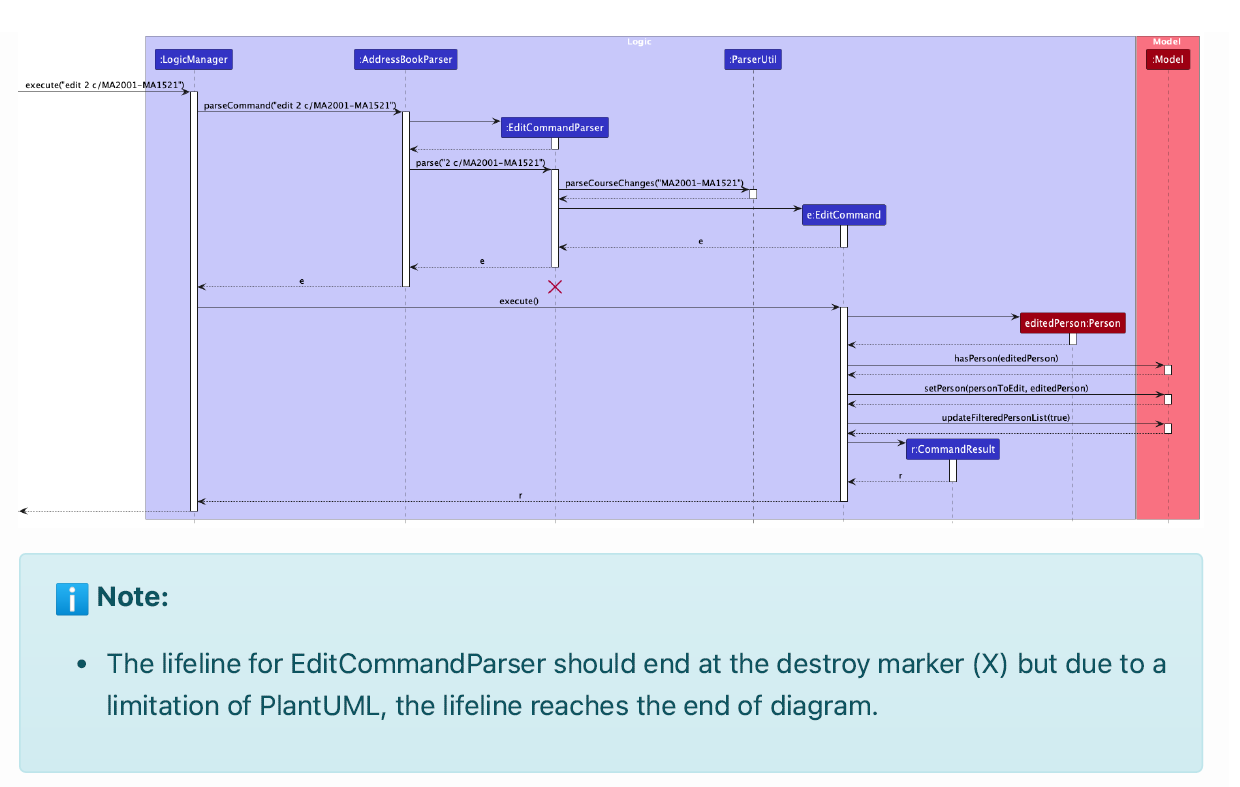 Logic
Model
:LogicManager
:AddressBookParser
:ParserUtil
:Model
execute("edit 2 c/MA2001-MA1521")
parseCommand("edit 2 c/MA2001-MA1521")
:EditCommandParser
parse("2 c/MA2001-MA1521")
parseCourseChanges("MA2001-MA1521")
e:EditCommand
e
e
e
execute()
editedPerson:Person
hasPerson(editedPerson)
setPerson(personToEdit, editedPerson)
updateFilteredPersonList(true)
r:CommandResult
r
r
Note:
• The lifeline for EditCommandParser should end at the destroy marker (X) but due to a
limitation of PlantUML, the lifeline reaches the end of diagram.